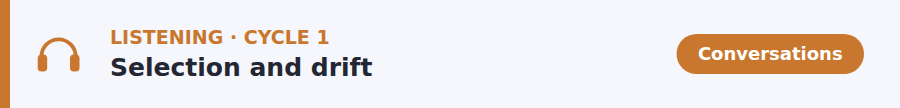 LISTENING · CYCLE 1
Selection and drift
Conversations